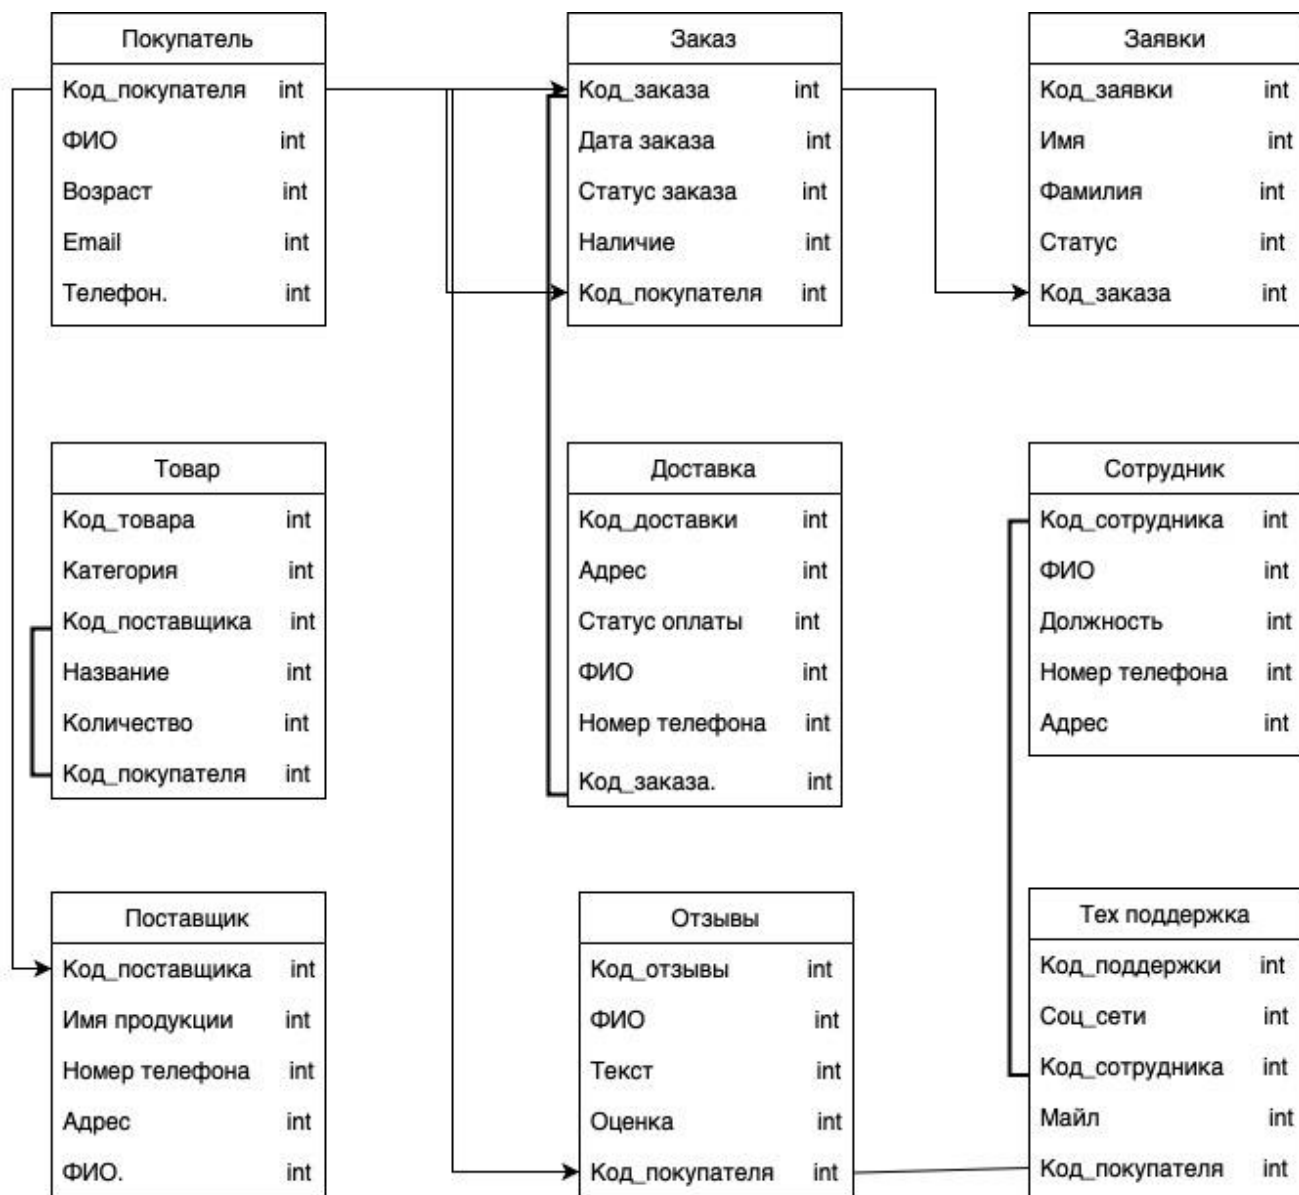 Покупатель
Код_покупателя int
ФИО int
Возраст int
Email int
Телефон. int
Заказ
Код_заказа int
Дата заказа int
Статус заказа int
Наличие int
Код_покупателя int
Заявки
Код_заявки int
Имя int
Фамилия int
Статус int
Код_заказа int
Товар
Код_товара int
Категория int
Код_поставщика int
Название int
Количество int
Код_покупателя int
Доставка
Код_доставки int
Адрес int
Статус оплаты int
ФИО int
Номер телефона int
Код_заказа. int
Сотрудник
Код_сотрудника int
ФИО int
Должность int
Номер телефона int
Адрес int
Поставщик
Код_поставщика int
Имя продукции int
Номер телефона int
Адрес int
ФИО. int
Отзывы
Код_отзывы int
ФИО int
Текст int
Оценка int
Код_покупателя int
Тех поддержка
Код_поддержки int
Соц_сети int
Код_сотрудника int
Майл int
Код_покупателя int